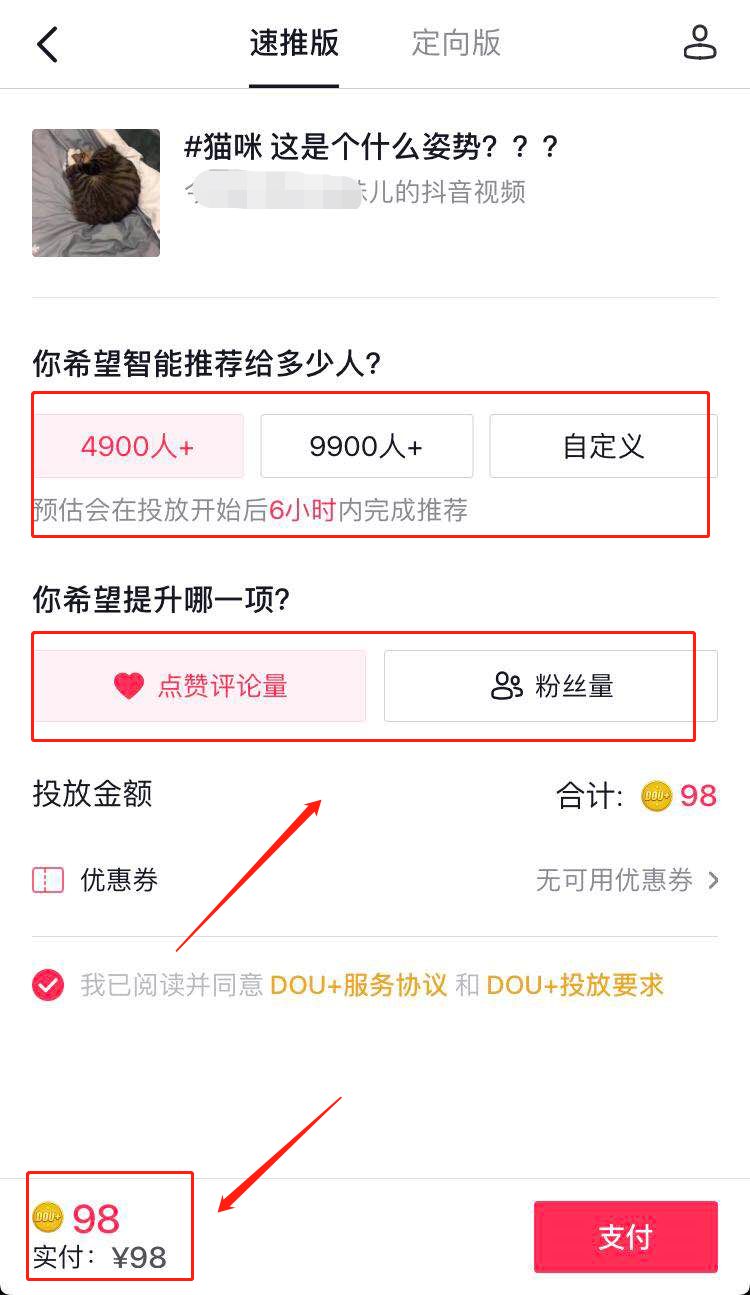 速推版 定向版
#猫咪 这是个什么姿势？？？
儿的抖音视频
你希望智能推荐给多少人?
4900人+ 9900人+ 自定义
预估会在投放开始后6小时内完成推荐
你希望提升哪一项?
点赞评论量 粉丝量
投放金额 合计: DOU+ 98
优惠券 无可用优惠券
我已阅读并同意 DOU+服务协议 和 DOU+投放要求
DOU+ 98
实付: ¥98 支付